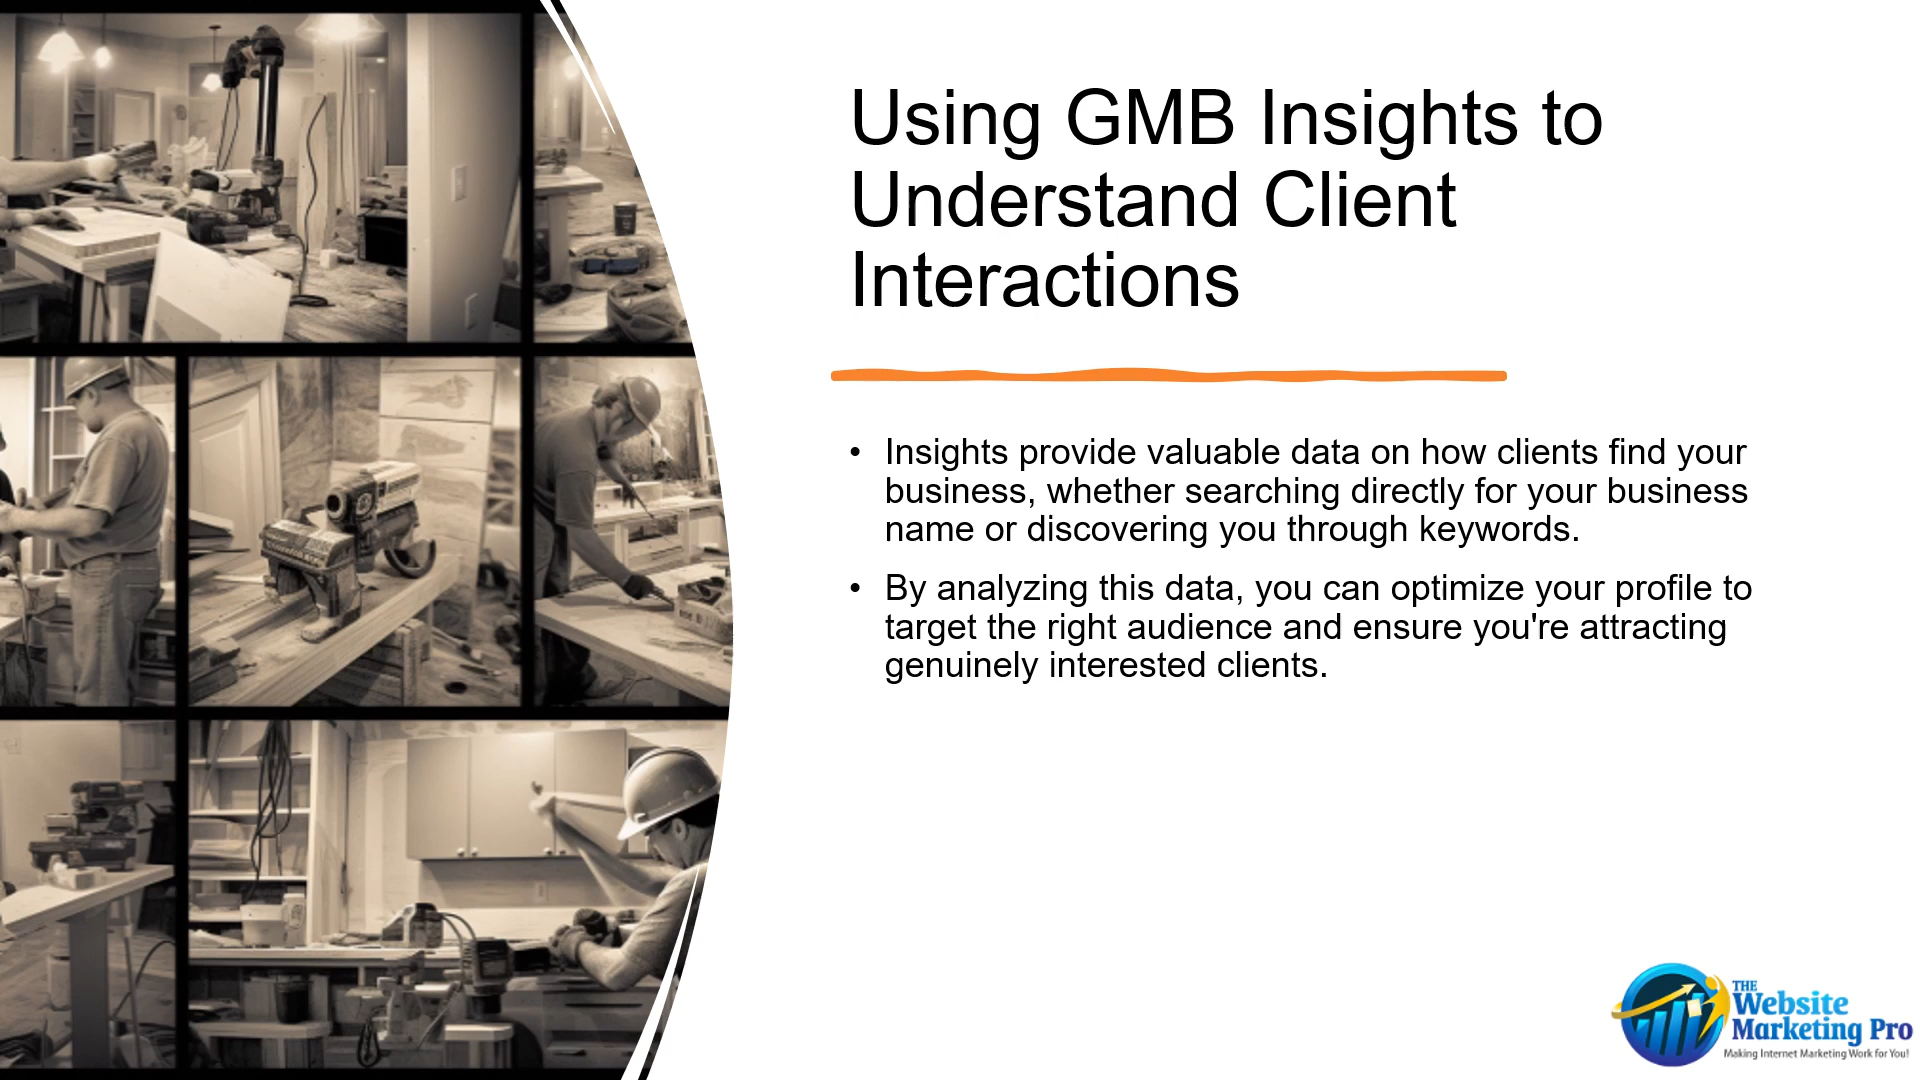 Using GMB Insights to
Understand Client
Interactions
• Insights provide valuable data on how clients find your
business, whether searching directly for your business
name or discovering you through keywords.
• By analyzing this data, you can optimize your profile to
target the right audience and ensure you're attracting
genuinely interested clients.
THE
Website
Marketing Pro
Making Internet Marketing Work for You!